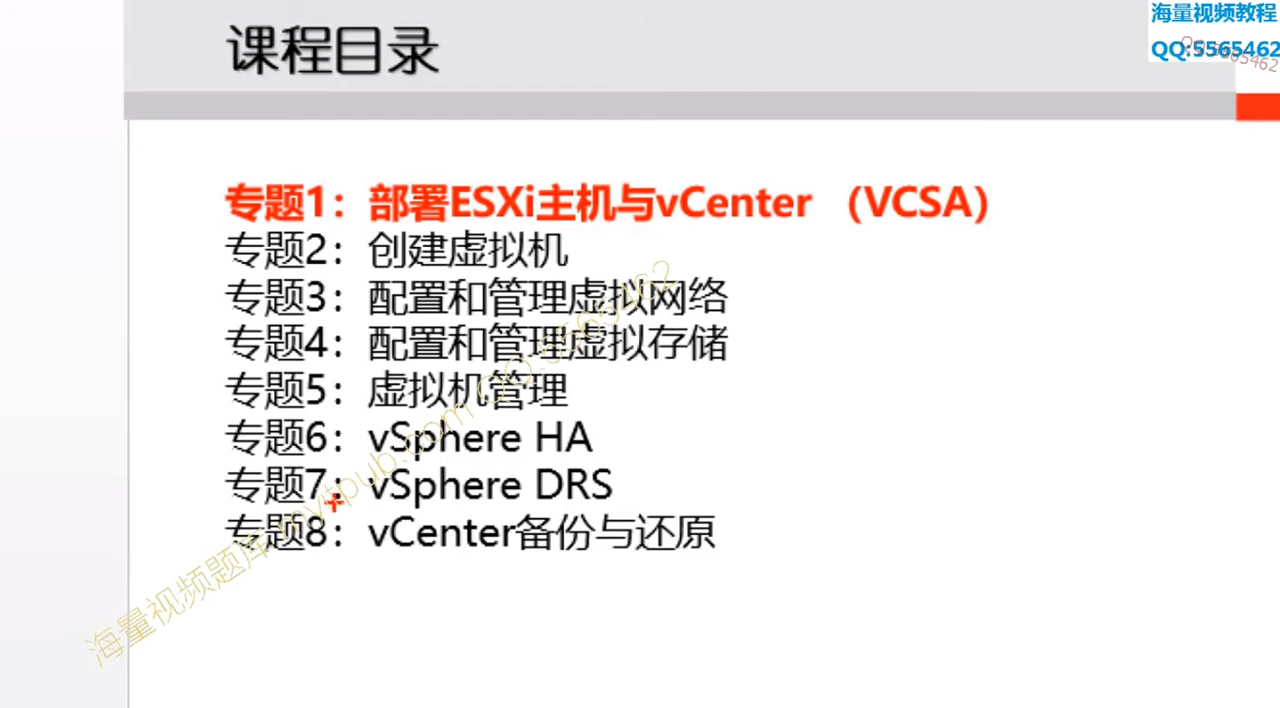 海量视频教程
QQ:5565462
课程目录
专题1：部署ESXi主机与vCenter （VCSA）
专题2：创建虚拟机
专题3：配置和管理虚拟网络
专题4：配置和管理虚拟存储
专题5：虚拟机管理
专题6：vSphere HA
专题7：vSphere DRS
专题8：vCenter备份与还原
海量视频题库 myitpub.com QQ:5565462